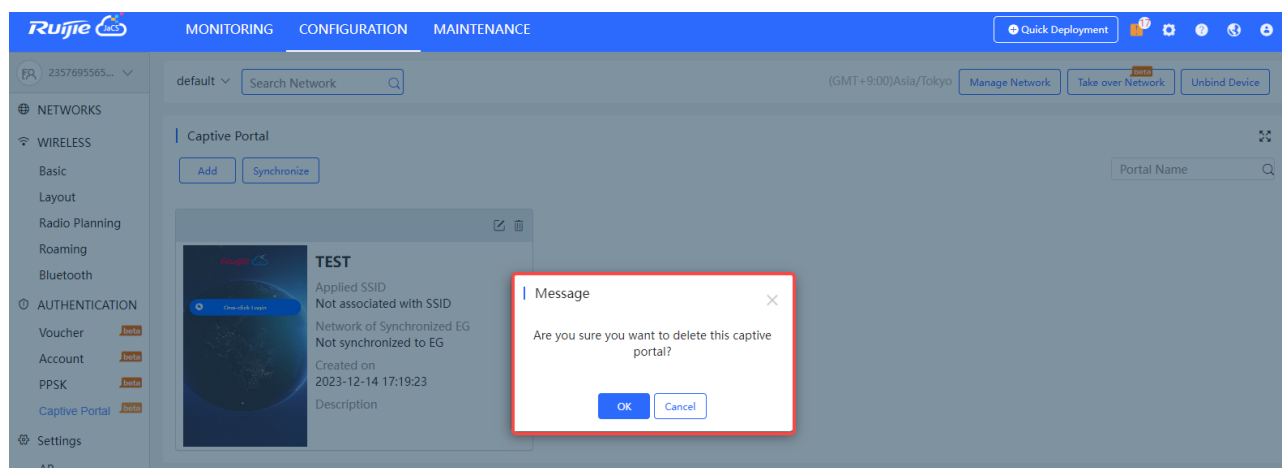 Ruijie JaCS MONITORING CONFIGURATION MAINTENANCE Quick Deployment 17
2357695565... default Search Network (GMT+9:00)Asia/Tokyo Manage Network Take over Network beta Unbind Device
NETWORKS
WIRELESS
Basic
Layout
Radio Planning
Roaming
Bluetooth
AUTHENTICATION
Voucher beta
Account beta
PPSK beta
Captive Portal beta
Settings
AP
Captive Portal
Add Synchronize Portal Name
Ruijie
One-click Login
TEST
Applied SSID
Not associated with SSID
Network of Synchronized EG
Not synchronized to EG
Created on
2023-12-14 17:19:23
Description
Message
Are you sure you want to delete this captive
portal?
OK Cancel